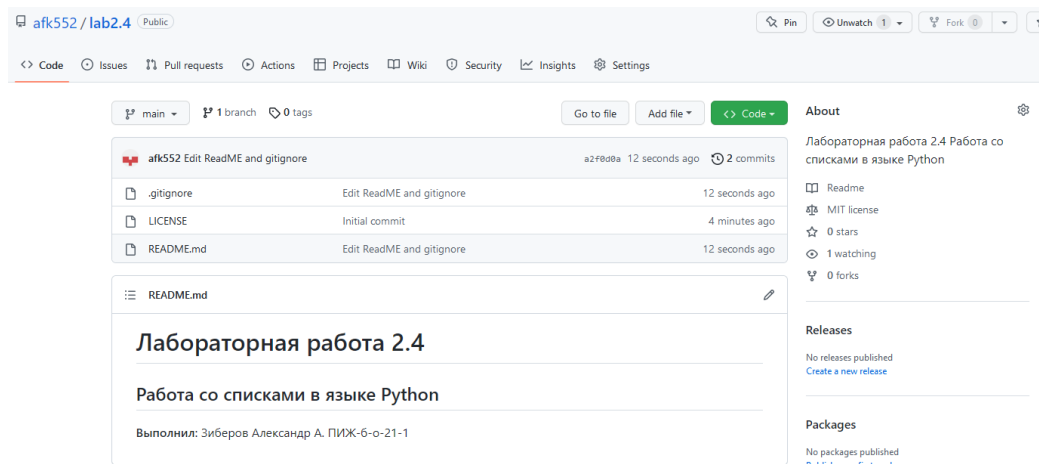 afk552 / lab2.4 Public
Pin
Unwatch 1
Fork 0
Code Issues Pull requests Actions Projects Wiki Security Insights Settings
main 1 branch 0 tags
Go to file Add file Code
afk552 Edit ReadME and gitignore a2f0d0a 12 seconds ago 2 commits
.gitignore Edit ReadME and gitignore 12 seconds ago
LICENSE Initial commit 4 minutes ago
README.md Edit ReadME and gitignore 12 seconds ago
README.md
Лабораторная работа 2.4
Работа со списками в языке Python
Выполнил: Зиберов Александр А. ПИЖ-б-о-21-1
About
Лабораторная работа 2.4 Работа со
списками в языке Python
Readme
MIT license
0 stars
1 watching
0 forks
Releases
No releases published
Create a new release
Packages
No packages published